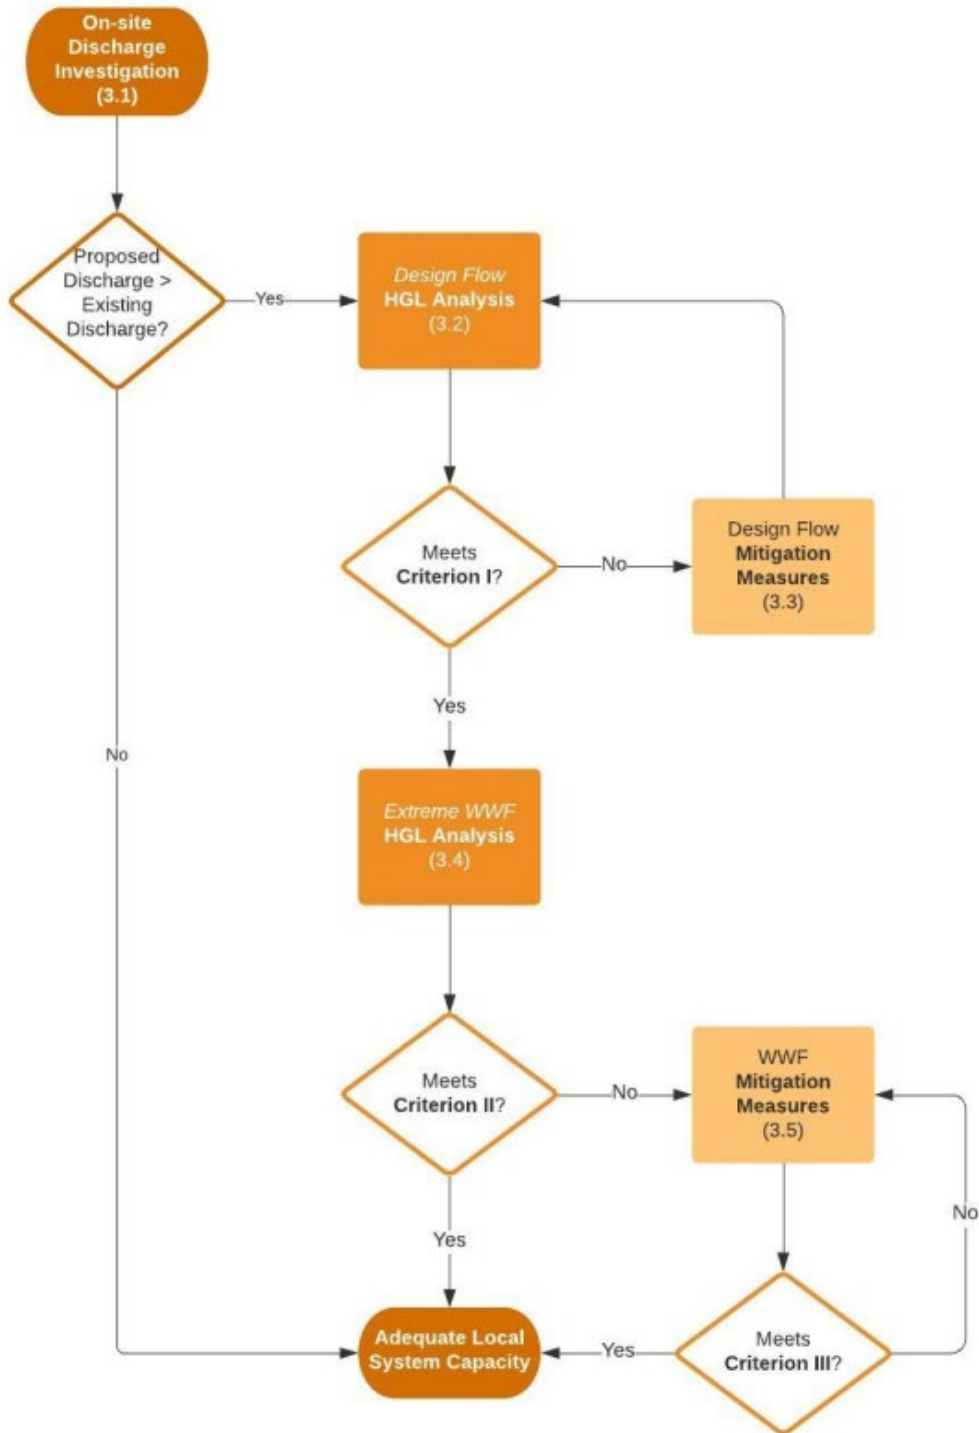 On-site
Discharge
Investigation
(3.1)
Proposed
Discharge >
Existing
Discharge?
Yes
Design Flow
HGL Analysis
(3.2)
Meets
Criterion I?
No
Design Flow
Mitigation
Measures
(3.3)
Yes
No
Extreme WWF
HGL Analysis
(3.4)
Meets
Criterion II?
No
WWF
Mitigation
Measures
(3.5)
No
Yes
Adequate Local
System Capacity
Yes
Meets
Criterion III?